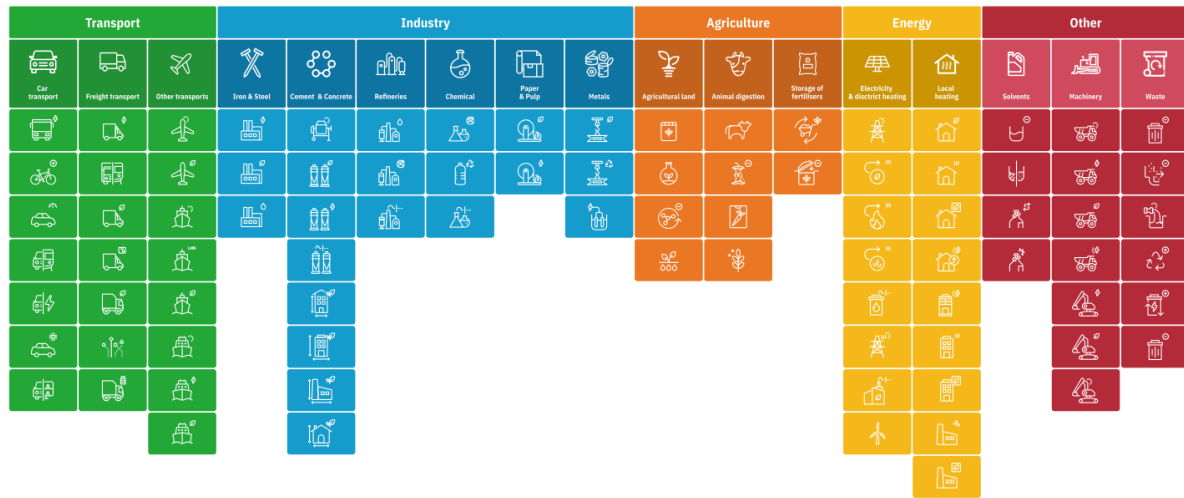 Transport
Industry
Agriculture
Energy
Other
Car
transport
Freight transport
Other transports
Iron & Steel
Cement & Concrete
Refineries
Chemical
Paper
& Pulp
Metals
Agricultural land
Animal digestion
Storage of
fertilisers
Electricity
& disctrict heating
Local
heating
Solvents
Machinery
Waste
LNG